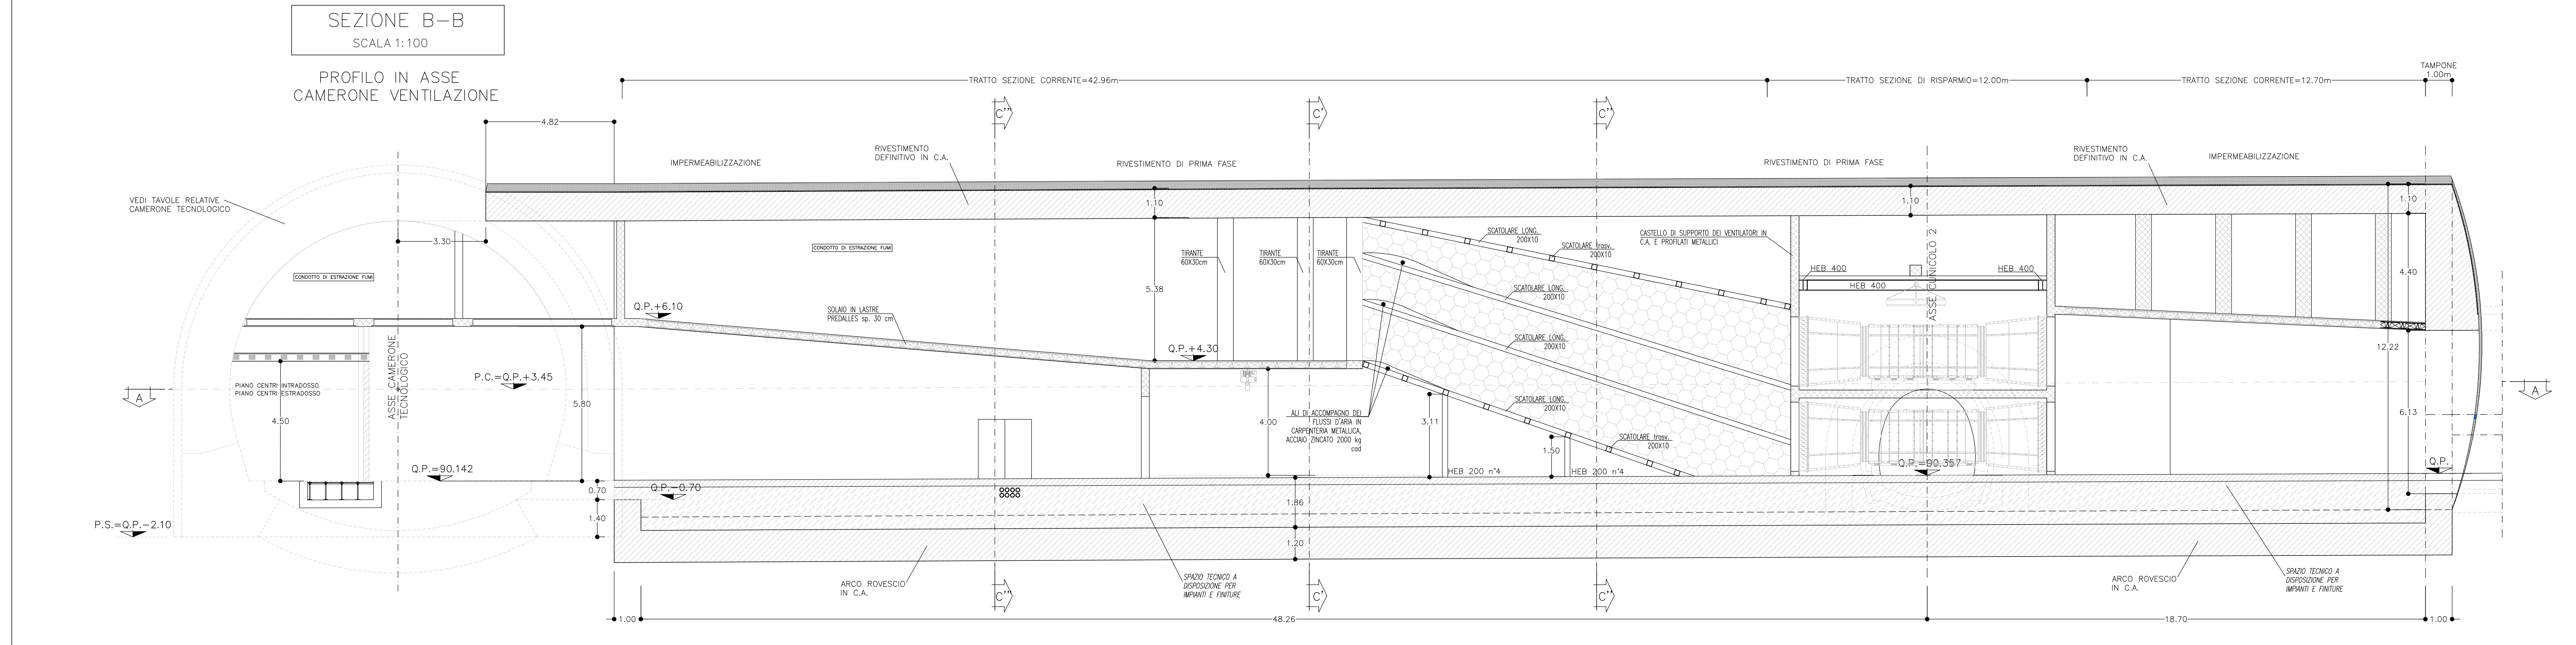 SEZIONE B-B
SCALA 1:100
PROFILO IN ASSE
CAMERONE VENTILAZIONE
TRATTO SEZIONE CORRENTE=42.96m
TRATTO SEZIONE DI RISPARMIO=12.00m
TRATTO SEZIONE CORRENTE=12.70m
TAMPONE
1.00m
C'''
C'
C''
4.82
IMPERMEABILIZZAZIONE
RIVESTIMENTO
DEFINITIVO IN C.A.
RIVESTIMENTO DI PRIMA FASE
RIVESTIMENTO DI PRIMA FASE
RIVESTIMENTO
DEFINITIVO IN C.A.
IMPERMEABILIZZAZIONE
VEDI TAVOLE RELATIVE
CAMERONE TECNOLOGICO
1.10
1.10
1.10
3.30
CONDOTTO DI ESTRAZIONE FUMI
CONDOTTO DI ESTRAZIONE FUMI
TIRANTE
60X30cm
TIRANTE
60X30cm
TIRANTE
60X30cm
SCATOLARE LONG.
200X10
SCATOLARE trasv.
200X10
CASTELLO DI SUPPORTO DEI VENTILATORI IN
C.A. E PROFILATI METALLICI
ASSE CUNICOLO 2
HEB 400
HEB 400
HEB 400
4.40
5.38
Q.P.+6.10
SOLAIO IN LASTRE
PREDALLES sp. 30 cm
SCATOLARE LONG.
200X10
SCATOLARE LONG.
200X10
Q.P.+4.30
12.22
ASSE CAMERONE
TECNOLOGICO
PIANO CENTRI INTRADOSSO
PIANO CENTRI ESTRADOSSO
P.C.=Q.P.+3.45
A
A
4.50
5.80
4.00
ALI DI ACCOMPAGNO DEI
FLUSSI D'ARIA IN
CARPENTERIA METALLICA,
ACCIAIO ZINCATO 2000 kg
cad
3.11
SCATOLARE LONG.
200X10
SCATOLARE trasv.
200X10
1.50
6.13
HEB 200 n°4
HEB 200 n°4
Q.P.=90.142
Q.P.=90.357
Q.P.
Q.P.-0.70
0.70
1.40
P.S.=Q.P.-2.10
1.86
1.20
ARCO ROVESCIO
IN C.A.
SPAZIO TECNICO A
DISPOSIZIONE PER
IMPIANTI E FINITURE
ARCO ROVESCIO
IN C.A.
SPAZIO TECNICO A
DISPOSIZIONE PER
IMPIANTI E FINITURE
C'''
C'
C''
1.00
48.26
18.70
1.00